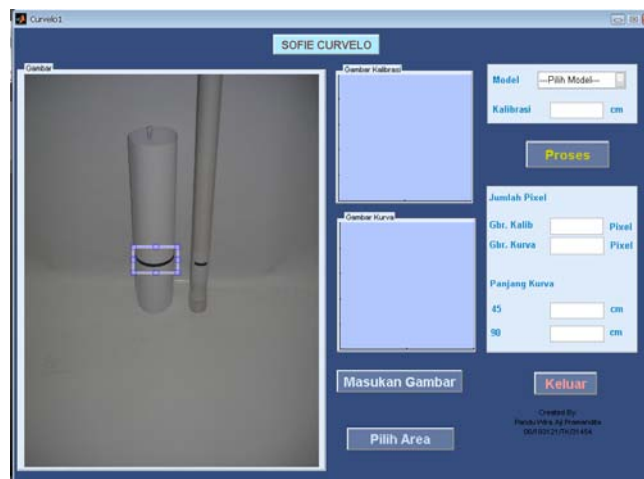 Curvelo1
SOFIE CURVELO
Gambar
Gambar Kalibrasi
Model
---Pilih Model---
Kalibrasi
cm
Proses
Gambar Kurva
Jumlah Pixel
Gbr. Kalib
Pixel
Gbr. Kurva
Pixel
Panjang Kurva
45
cm
90
cm
Masukan Gambar
Keluar
Pilih Area
Created By: